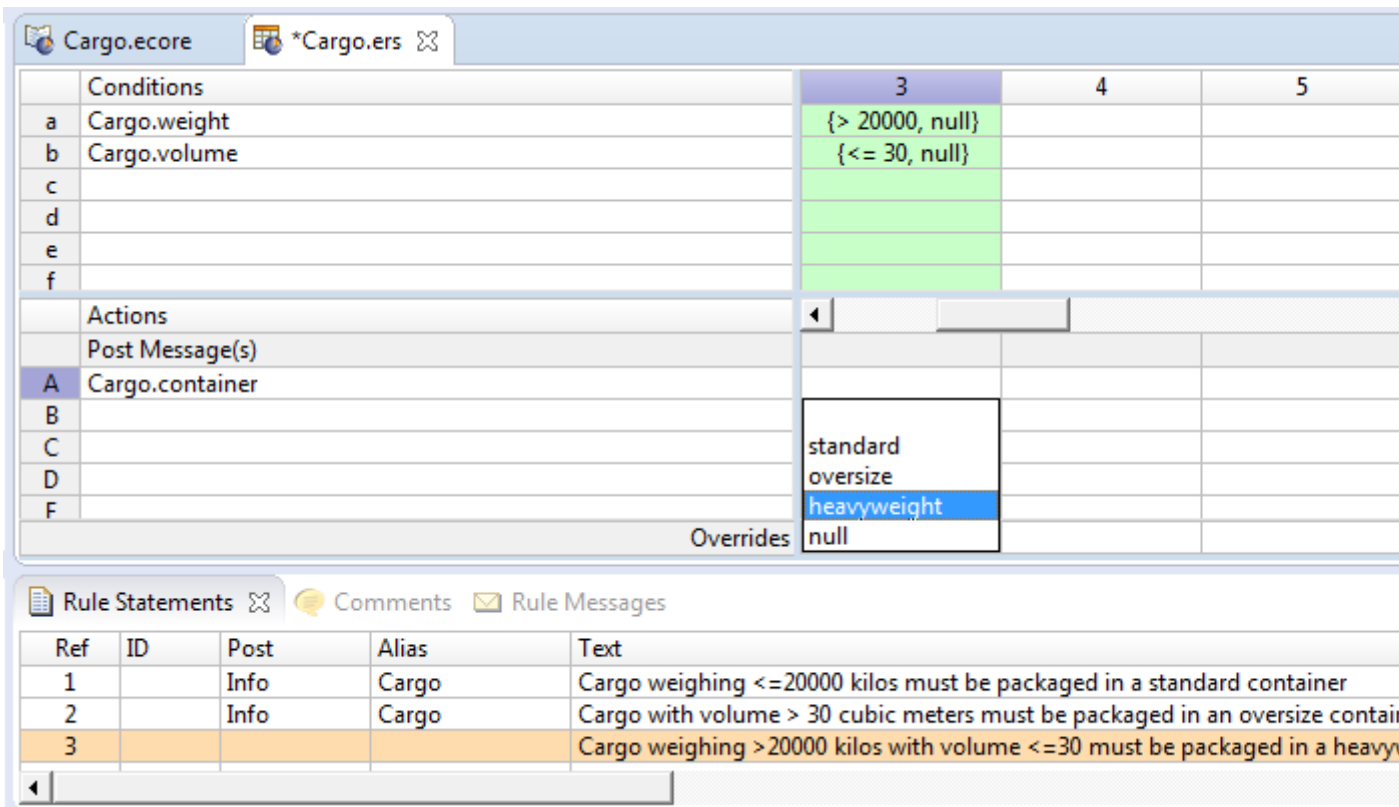 Cargo.ecore *Cargo.ers
Conditions 3 4 5
a Cargo.weight {> 20000, null}
b Cargo.volume {<= 30, null}
c
d
e
f
Actions
Post Message(s)
A Cargo.container
B
C standard
D oversize
heavyweight
Overrides null
Rule Statements Comments Rule Messages
Ref ID Post Alias Text
1 Info Cargo Cargo weighing <=20000 kilos must be packaged in a standard container
2 Info Cargo Cargo with volume > 30 cubic meters must be packaged in an oversize
3 Cargo weighing >20000 kilos with volume <=30 must be packaged in a